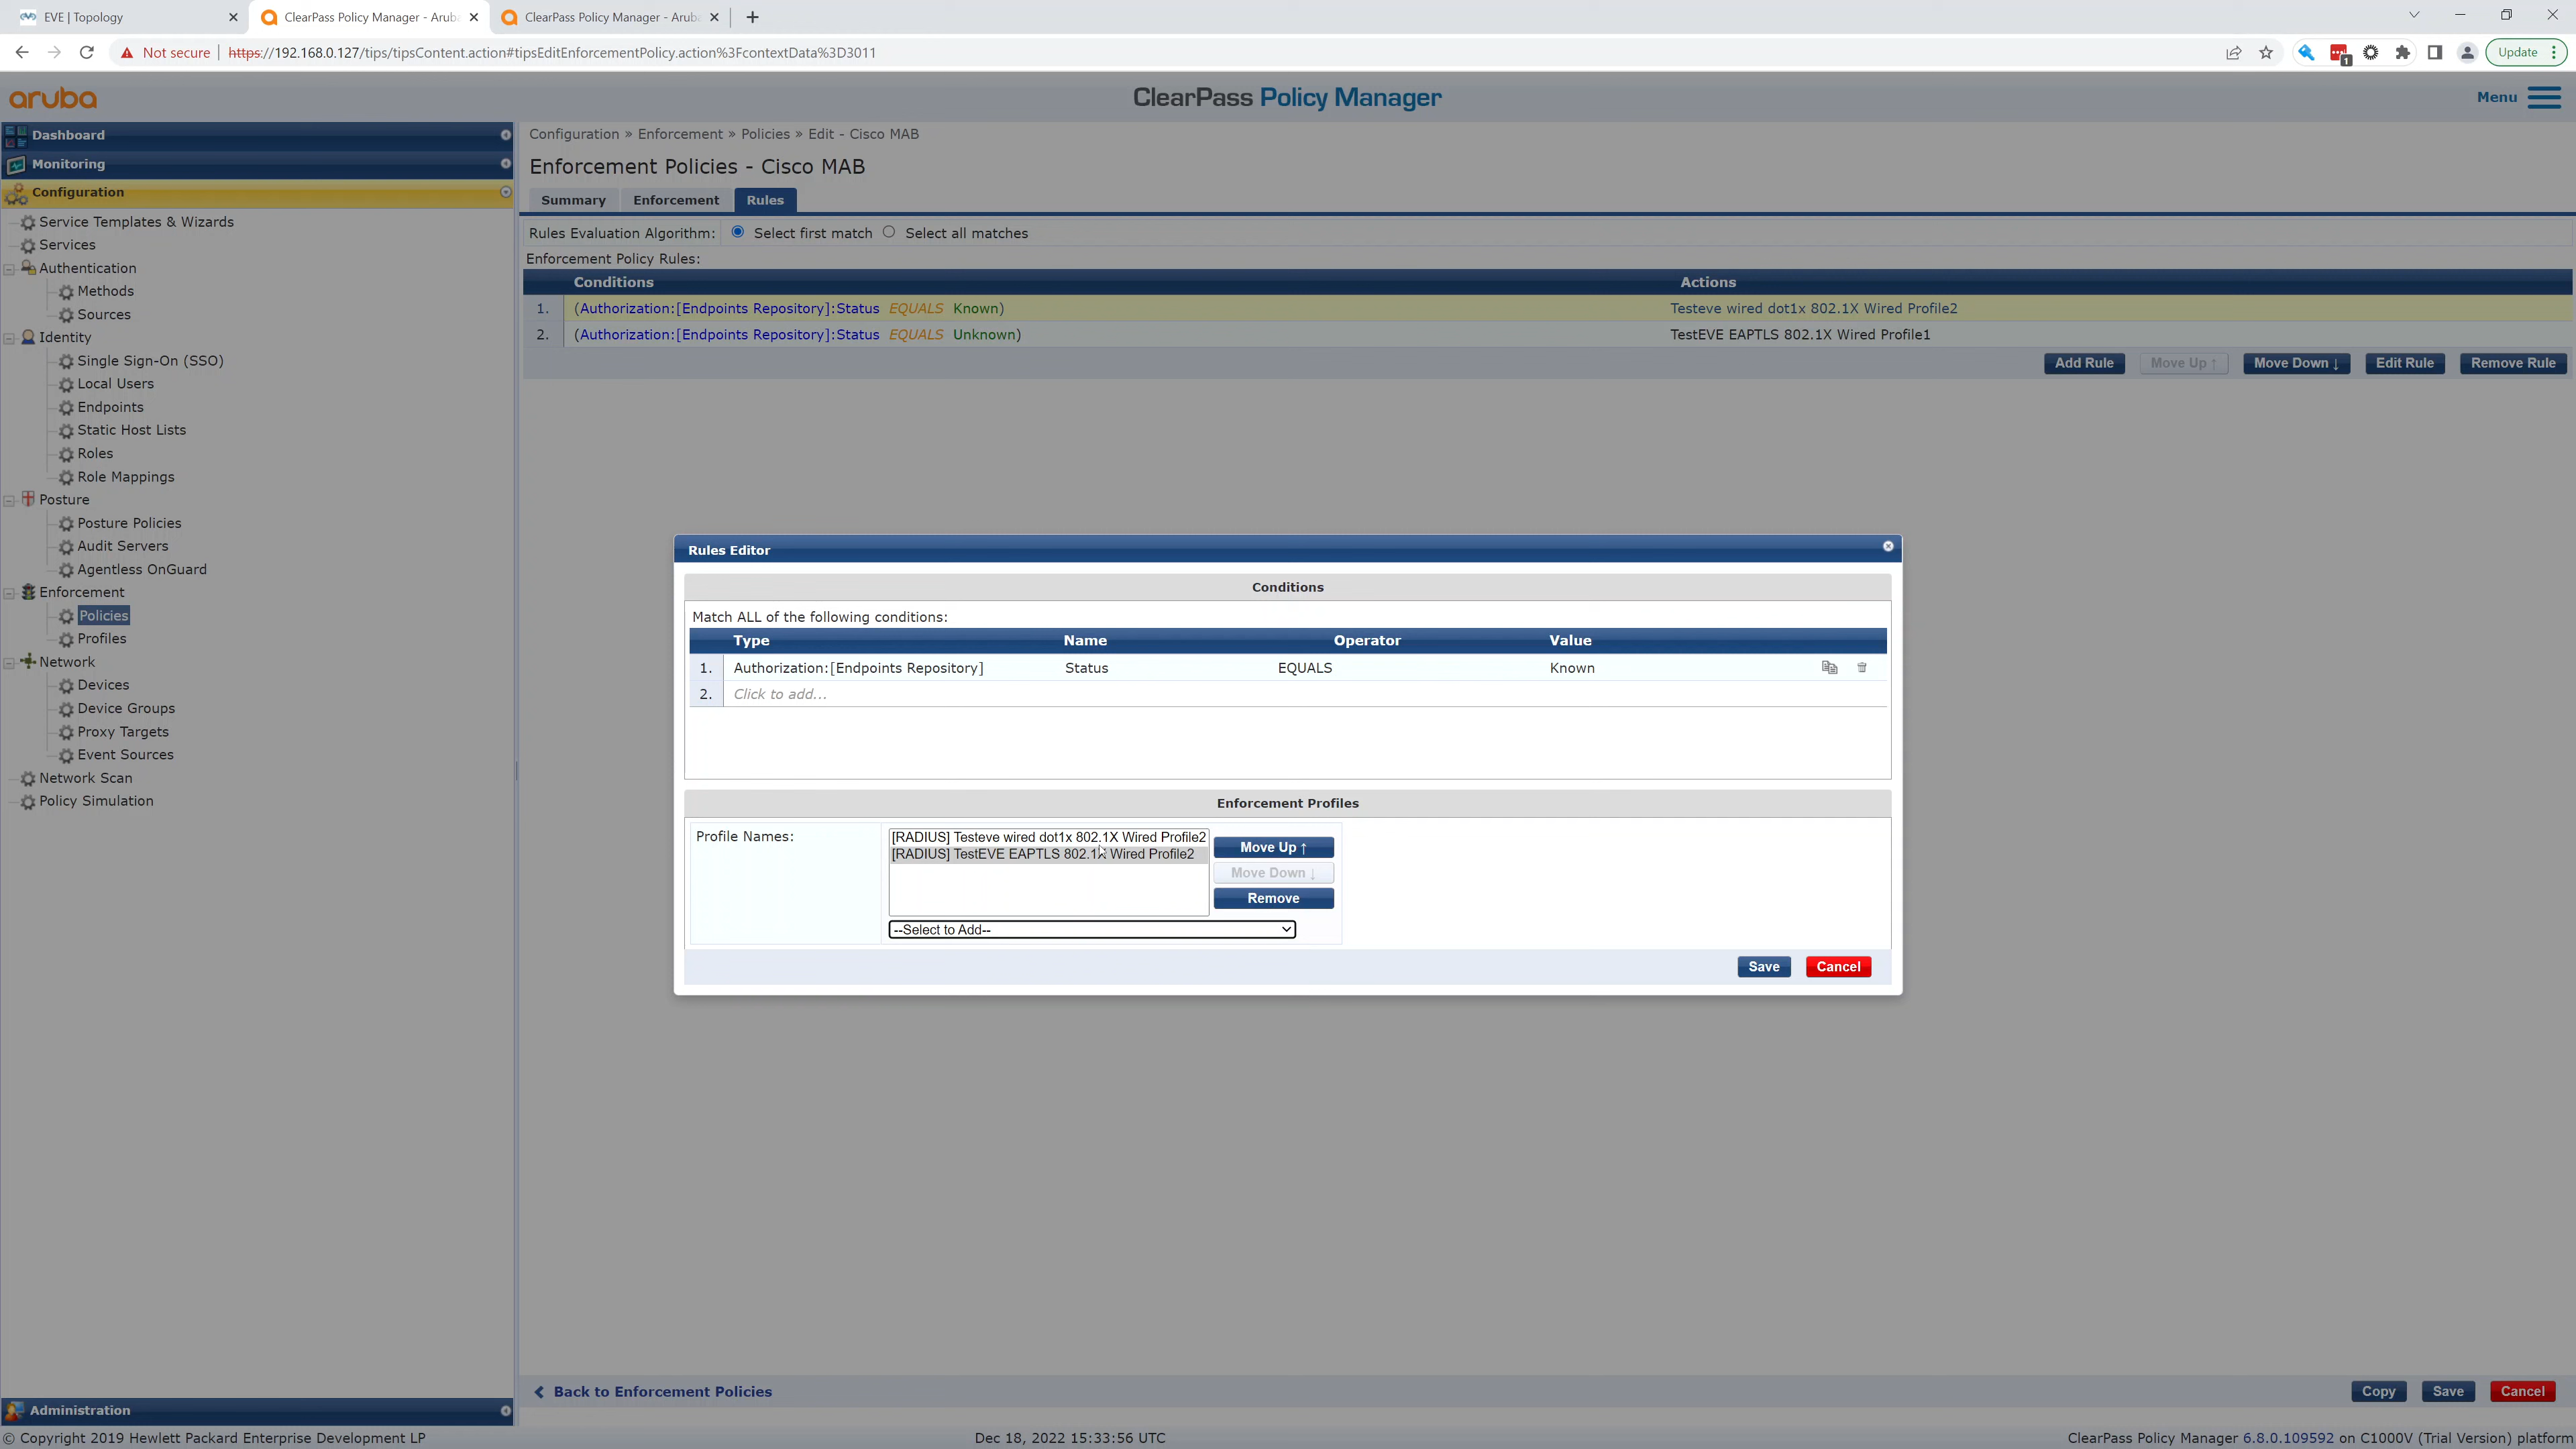 EVE | Topology
ClearPass Policy Manager - Arub
ClearPass Policy Manager - Arub
Not secure
https://192.168.0.127/tips/tipsContent.action#tipsEditEnforcementPolicy.action%3FcontextData%3D3011
1
Update
aruba
ClearPass Policy Manager
Menu
Dashboard
Monitoring
Configuration
Service Templates & Wizards
Services
Authentication
Methods
Sources
Identity
Single Sign-On (SSO)
Local Users
Endpoints
Static Host Lists
Roles
Role Mappings
Posture
Posture Policies
Audit Servers
Agentless OnGuard
Enforcement
Policies
Profiles
Network
Devices
Device Groups
Proxy Targets
Event Sources
Network Scan
Policy Simulation
Administration
Configuration » Enforcement » Policies » Edit - Cisco MAB
Enforcement Policies - Cisco MAB
Summary Enforcement Rules
Rules Evaluation Algorithm: Select first match Select all matches
Enforcement Policy Rules:
Conditions Actions
1. (Authorization:[Endpoints Repository]:Status EQUALS Known) Testeve wired dot1x 802.1X Wired Profile2
2. (Authorization:[Endpoints Repository]:Status EQUALS Unknown) TestEVE EAPTLS 802.1X Wired Profile1
Add Rule Move Up ↑ Move Down ↓ Edit Rule Remove Rule
Rules Editor
Conditions
Match ALL of the following conditions:
Type Name Operator Value
1. Authorization:[Endpoints Repository] Status EQUALS Known
2. Click to add...
Enforcement Profiles
Profile Names:
[RADIUS] Testeve wired dot1x 802.1X Wired Profile2
[RADIUS] TestEVE EAPTLS 802.1X Wired Profile2
Move Up ↑
Move Down ↓
Remove
--Select to Add--
Save Cancel
Back to Enforcement Policies
Copy Save Cancel
© Copyright 2019 Hewlett Packard Enterprise Development LP
Dec 18, 2022 15:33:56 UTC
ClearPass Policy Manager 6.8.0.109592 on C1000V (Trial Version) platform